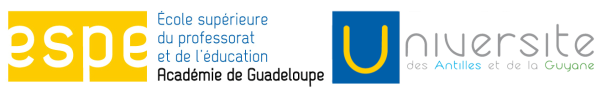 espe
École supérieure
du professorat
et de l'éducation
Académie de Guadeloupe
Universite
des Antilles et de la Guyane